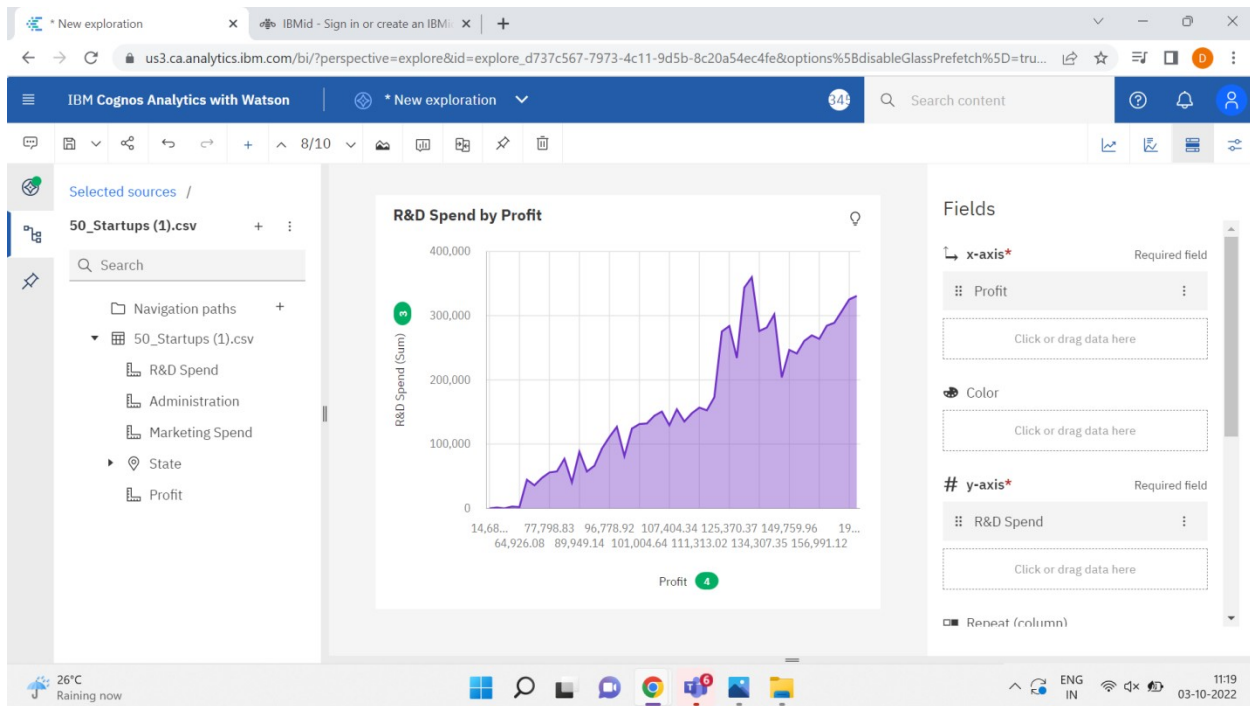 * New exploration
IBMid - Sign in or create an IBMi
us3.ca.analytics.ibm.com/bi/?perspective=explore&id=explore_d737c567-7973-4c11-9d5b-8c20a54ec4fe&options%5BdisableGlassPrefetch%5D=tru...
D
IBM Cognos Analytics with Watson
* New exploration
345
Search content
8/10
Selected sources /
50_Startups (1).csv
Search
Navigation paths
50_Startups (1).csv
R&D Spend
Administration
Marketing Spend
State
Profit
R&D Spend by Profit
400,000
300,000
200,000
100,000
0
R&D Spend (Sum)
3
14,68... 77,798.83 96,778.92 107,404.34 125,370.37 149,759.96 19...
64,926.08 89,949.14 101,004.64 111,313.02 134,307.35 156,991.12
Profit 4
Fields
x-axis* Required field
Profit
Click or drag data here
Color
Click or drag data here
# y-axis* Required field
R&D Spend
Click or drag data here
Repeat (column)
26°C
Raining now
6
ENG
IN
11:19
03-10-2022